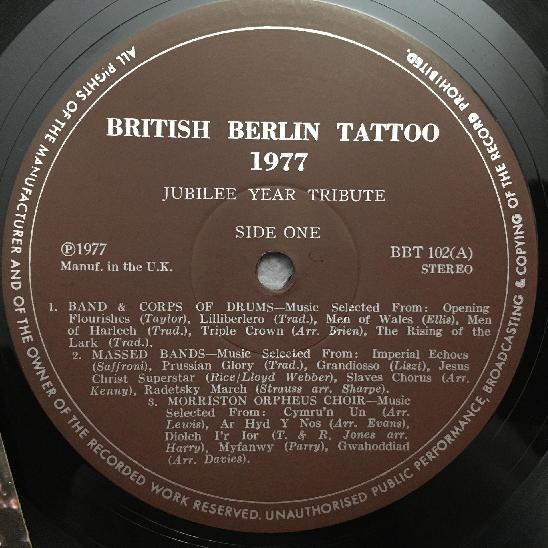 ALL RIGHTS OF THE MANUFACTURER AND OF THE OWNER OF THE RECORDED WORK RESERVED. UNAUTHORISED PUBLIC PERFORMANCE, BROADCASTING & COPYING OF THE RECORD PROHIBITED.
BRITISH BERLIN TATTOO
1977
JUBILEE YEAR TRIBUTE
SIDE ONE
℗1977
Manuf. in the U.K.
BBT 102(A)
STEREO
1. BAND & CORPS OF DRUMS—Music Selected From: Opening
Flourishes (Taylor), Lilliberlero (Trad.), Men of Wales (Ellis), Men
of Harlech (Trad.), Triple Crown (Arr. Brien), The Rising of the
Lark (Trad.).
2. MASSED BANDS—Music Selected From: Imperial Echoes
(Saffroni), Prussian Glory (Trad.), Grandiosso (Liszt), Jesus
Christ Superstar (Rice/Lloyd Webber), Slaves Chorus (Arr.
Kenny), Radetsky March (Strauss arr. Sharpe).
3. MORRISTON ORPHEUS CHOIR—Music
Selected From: Cymru'n Un (Arr.
Lewis), Ar Hyd Y Nos (Arr. Evans),
Diolch I'r Ior (T. & R. Jones arr.
Harry), Myfanwy (Parry), Gwahoddiad
(Arr. Davies).